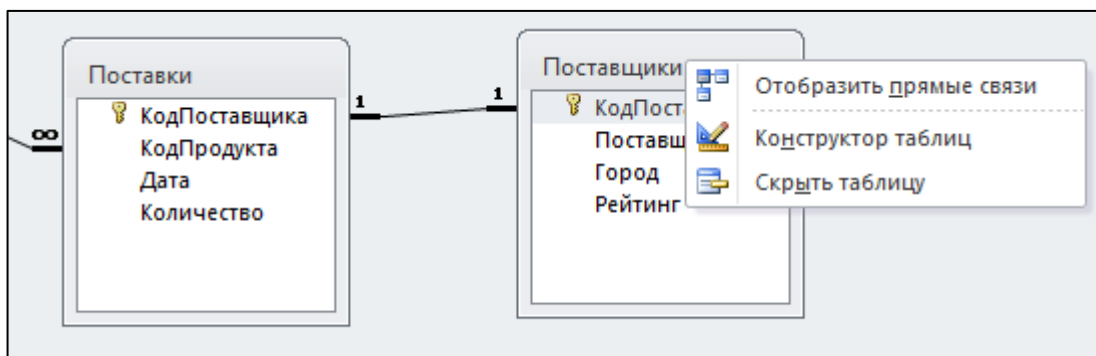 Поставки
КодПоставщика
КодПродукта
Дата
Количество
∞
1
1
Поставщики
КодПоста
Поставщ
Город
Рейтинг
Отобразить прямые связи
Конструктор таблиц
Скрыть таблицу